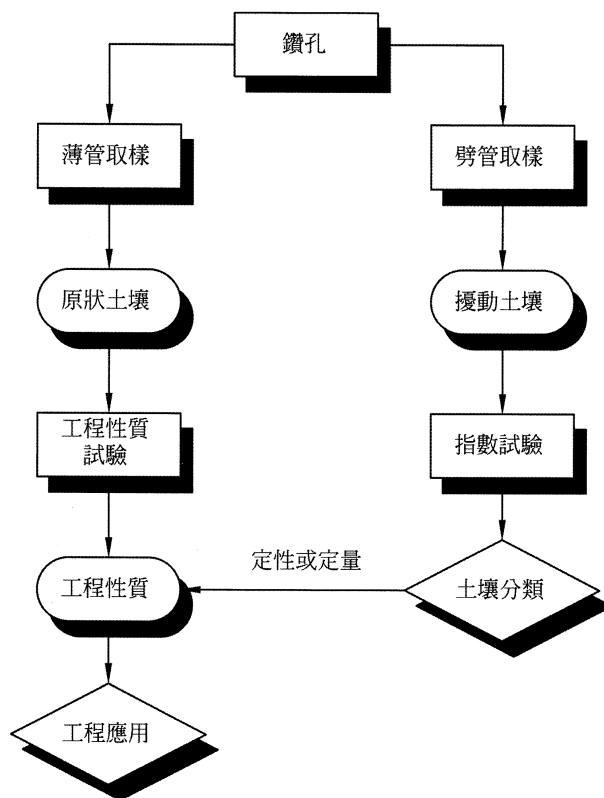 鑽孔
薄管取樣
劈管取樣
原狀土壤
擾動土壤
工程性質
試驗
指數試驗
定性或定量
工程性質
土壤分類
工程應用